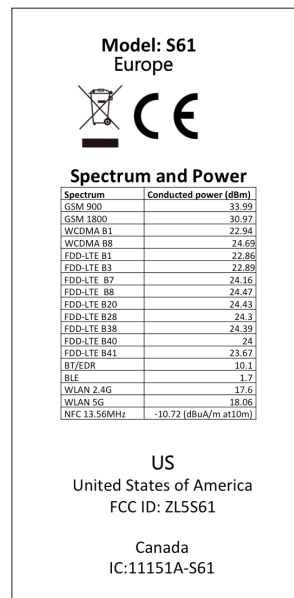 Model: S61
Europe
CE
Spectrum and Power
Spectrum Conducted power (dBm)
GSM 900 33.99
GSM 1800 30.97
WCDMA B1 22.94
WCDMA B8 24.69
FDD-LTE B1 22.86
FDD-LTE B3 22.89
FDD-LTE B7 24.16
FDD-LTE B8 24.47
FDD-LTE B20 24.43
FDD-LTE B28 24.3
FDD-LTE B38 24.39
FDD-LTE B40 24
FDD-LTE B41 23.67
BT/EDR 10.1
BLE 1.7
WLAN 2.4G 17.6
WLAN 5G 18.06
NFC 13.56MHz -10.72 (dBuA/m at10m)
US
United States of America
FCC ID: ZL5S61
Canada
IC:11151A-S61